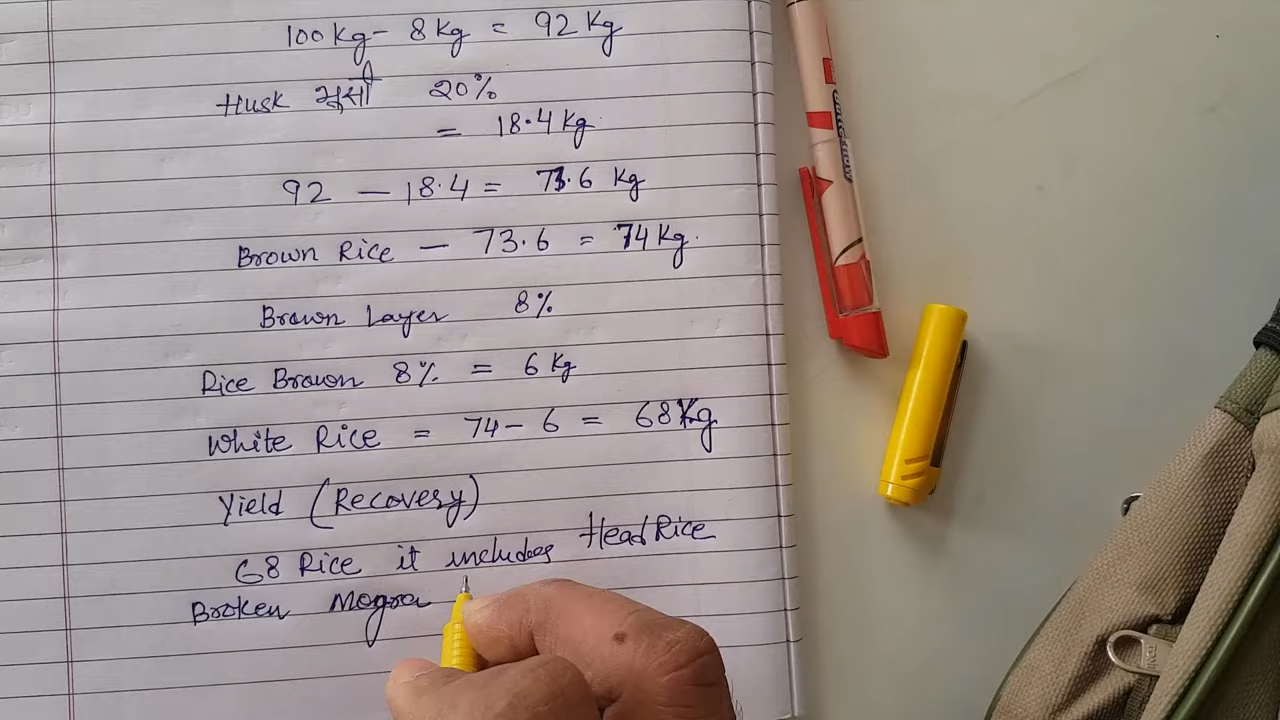 100 Kg - 8 Kg = 92 Kg
Husk भूसी 20%
= 18.4 Kg.
92 — 18.4 = 73.6 Kg
Brown Rice — 73.6 = 74 Kg.
Brown Layer 8%
Rice Brown 8% = 6 Kg
White Rice = 74 - 6 = 68 Kg
Yield (Recovery)
68 Rice it includes Head Rice
Broken Mogra